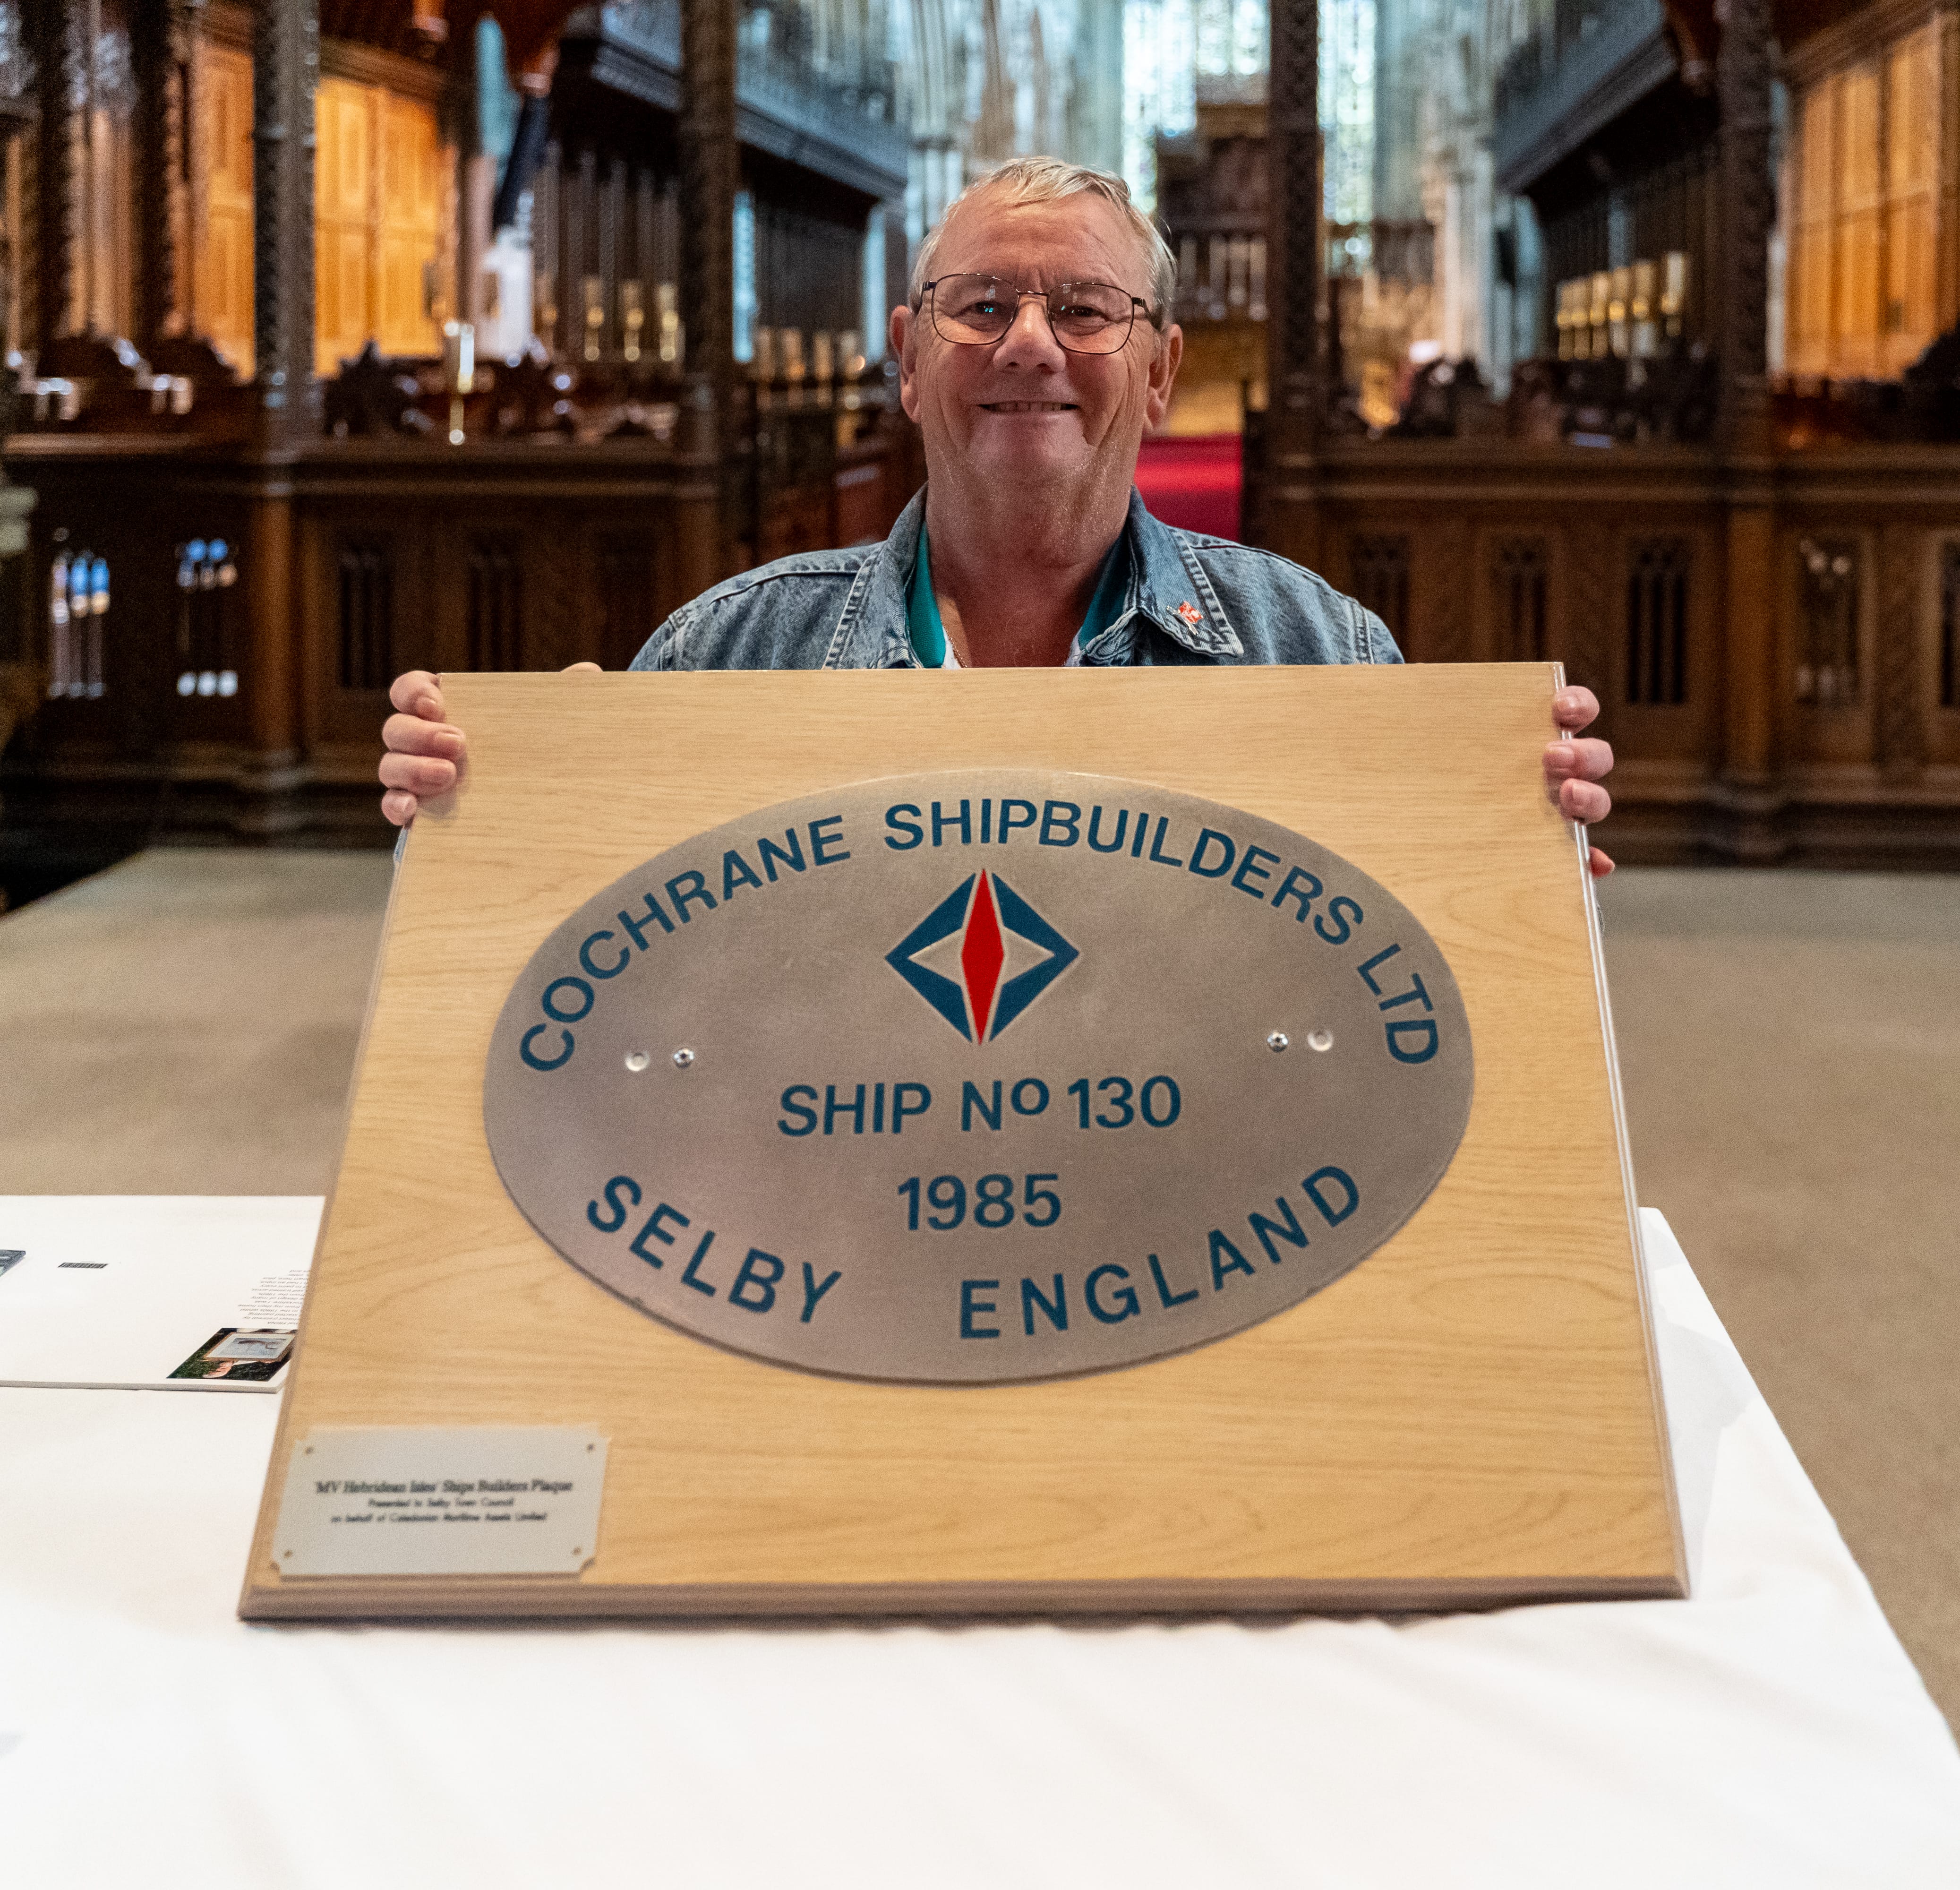 COCHRANE SHIPBUILDERS LTD
SHIP No 130
1985
SELBY ENGLAND
'MV Hebridean Isles' Ships Builders Plaque
Presented to Selby Town Council
on behalf of Caledonian Maritime Assets Limited